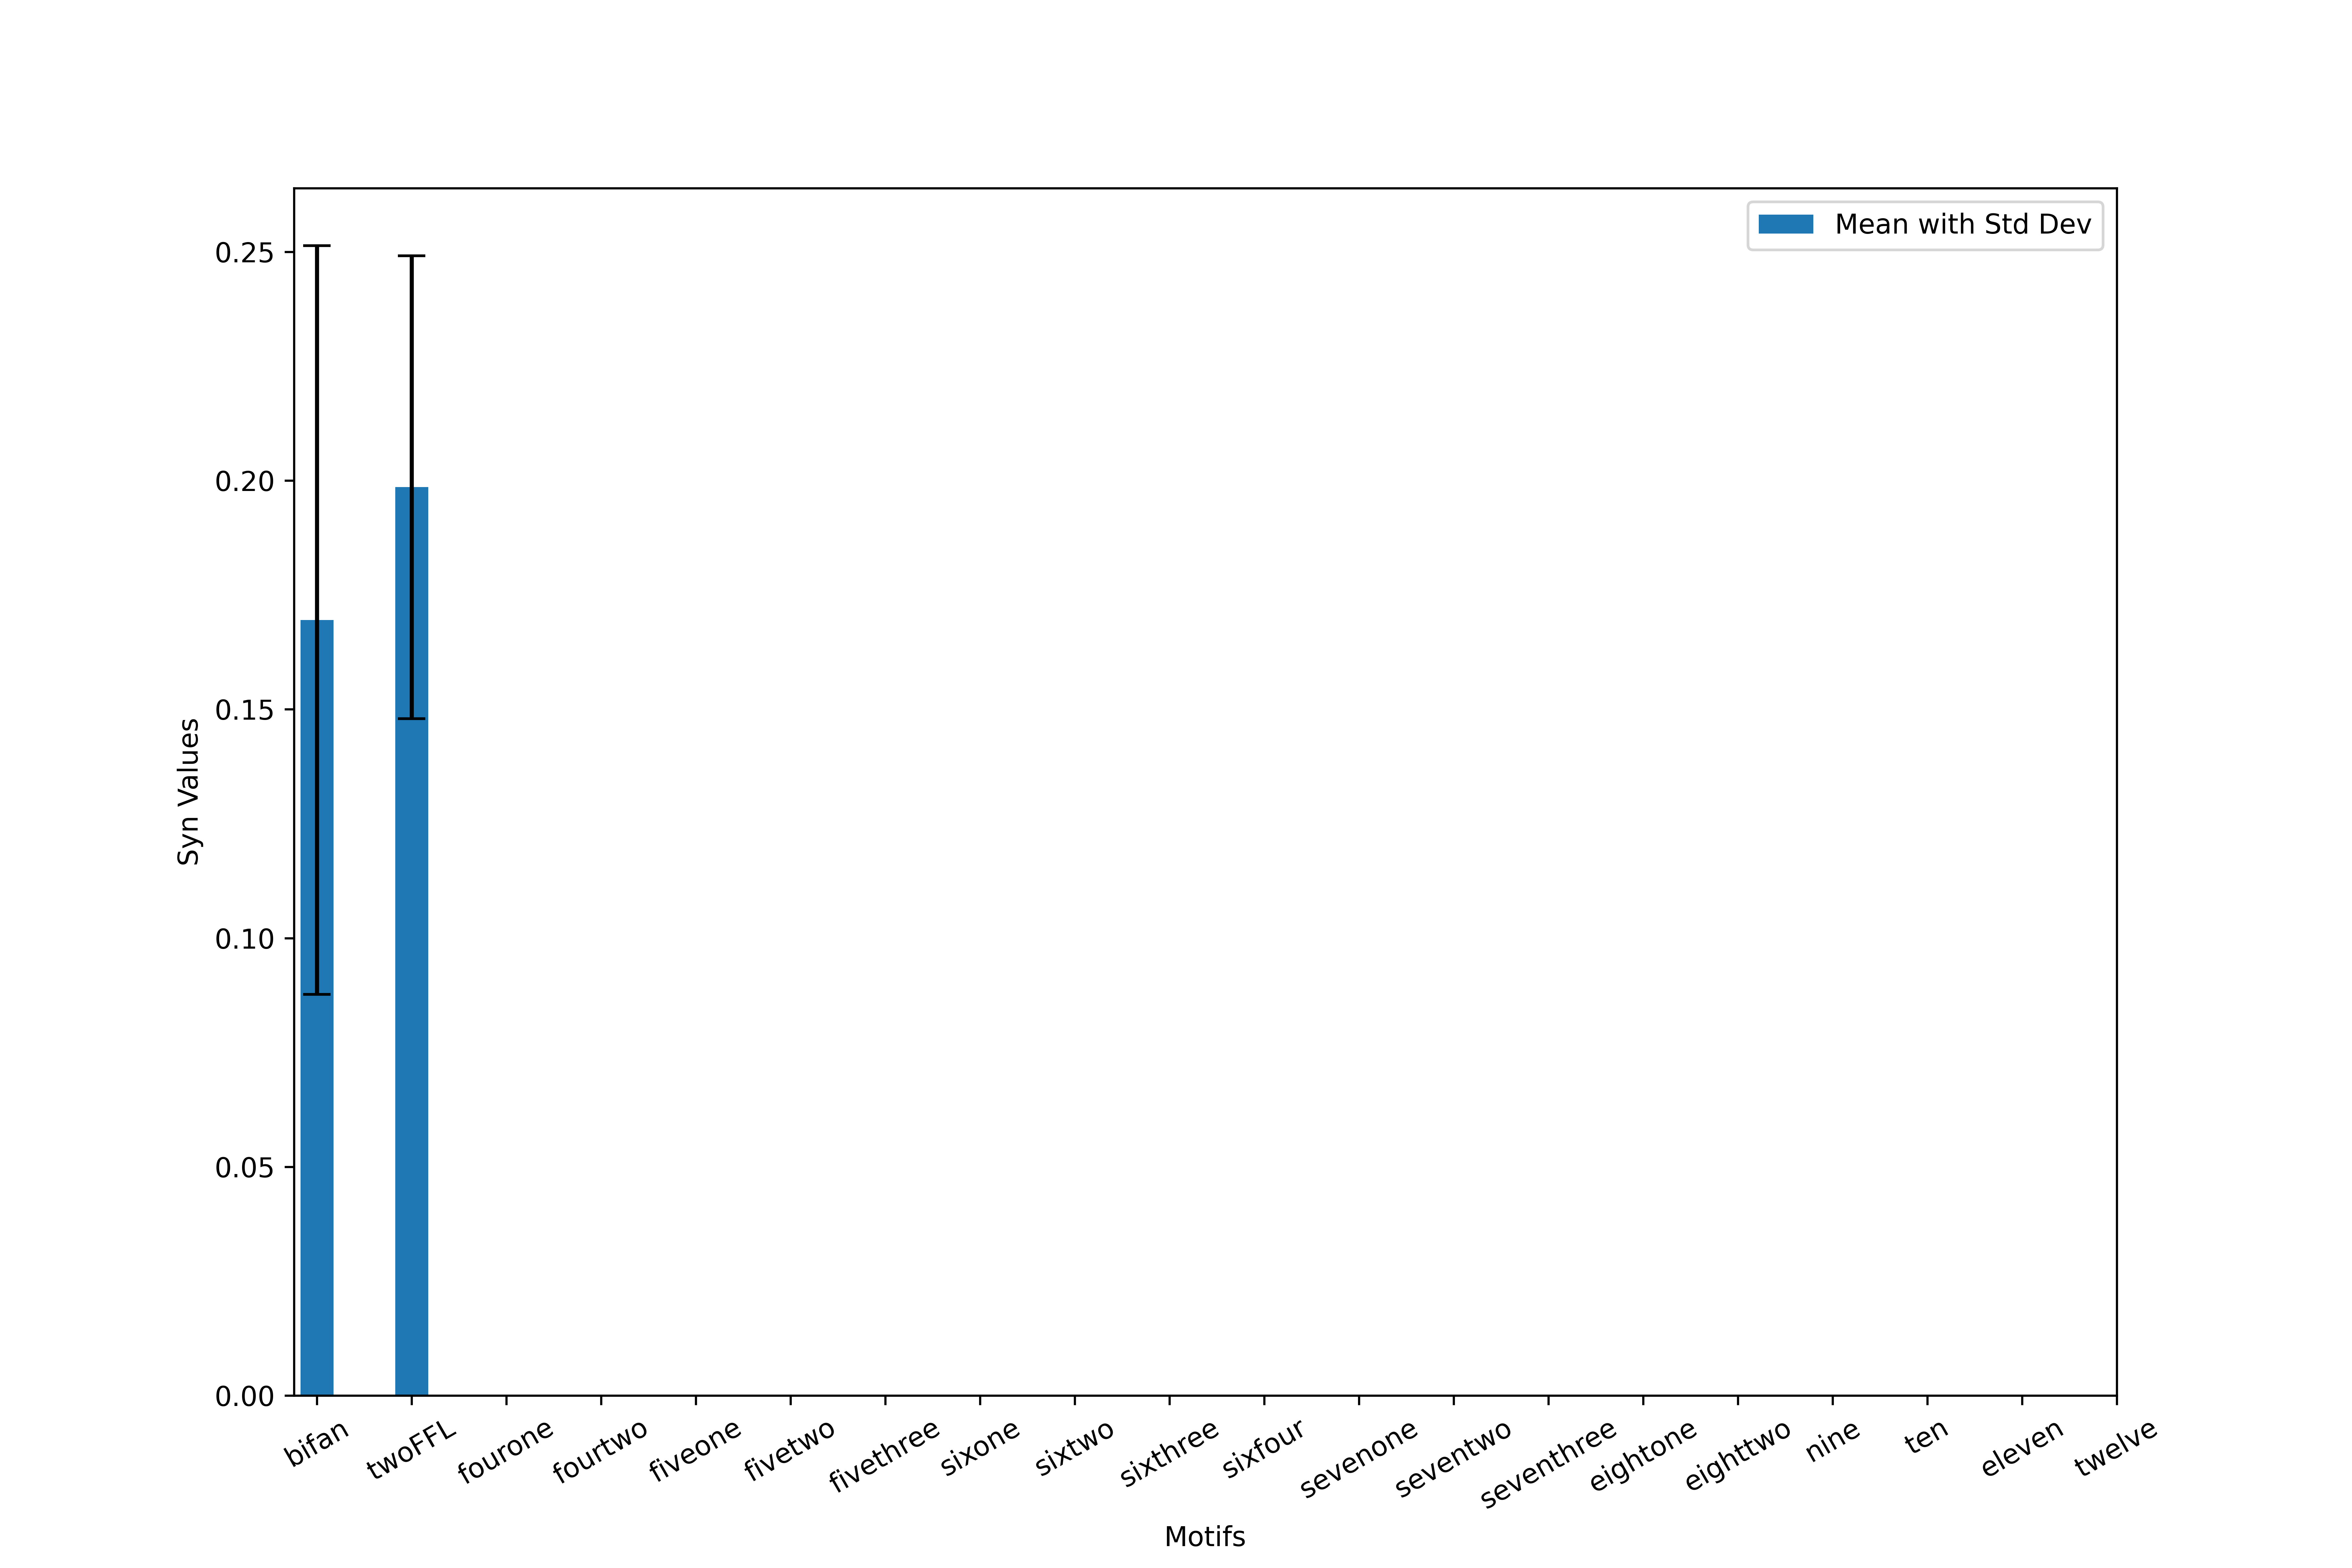 Mean with Std Dev
0.25
0.20
0.15
0.10
0.05
0.00
Syn Values
bifan twoFFL fourone fourtwo fiveone fivetwo fivethree sixone sixtwo sixthree sixfour sevenone seventwo seventhree eightone eighttwo nine ten eleven twelve
Motifs